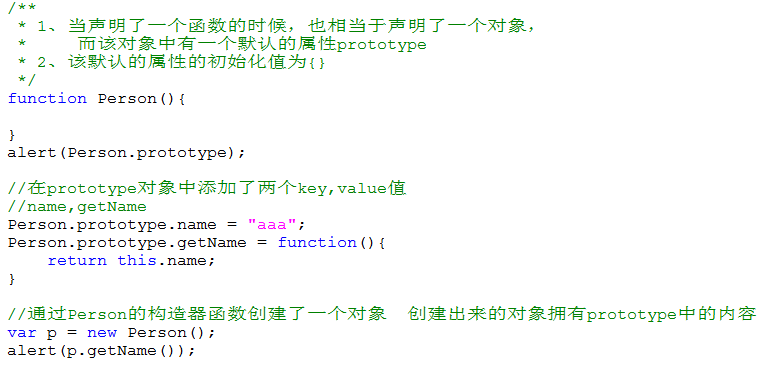 /**
 * 1、当声明了一个函数的时候，也相当于声明了一个对象，
 *     而该对象中有一个默认的属性prototype
 * 2、该默认的属性的初始化值为{}
 */
function Person(){
}
alert(Person.prototype);
//在prototype对象中添加了两个key,value值
//name,getName
Person.prototype.name = "aaa";
Person.prototype.getName = function(){
    return this.name;
}
//通过Person的构造器函数创建了一个对象  创建出来的对象拥有prototype中的内容
var p = new Person();
alert(p.getName());